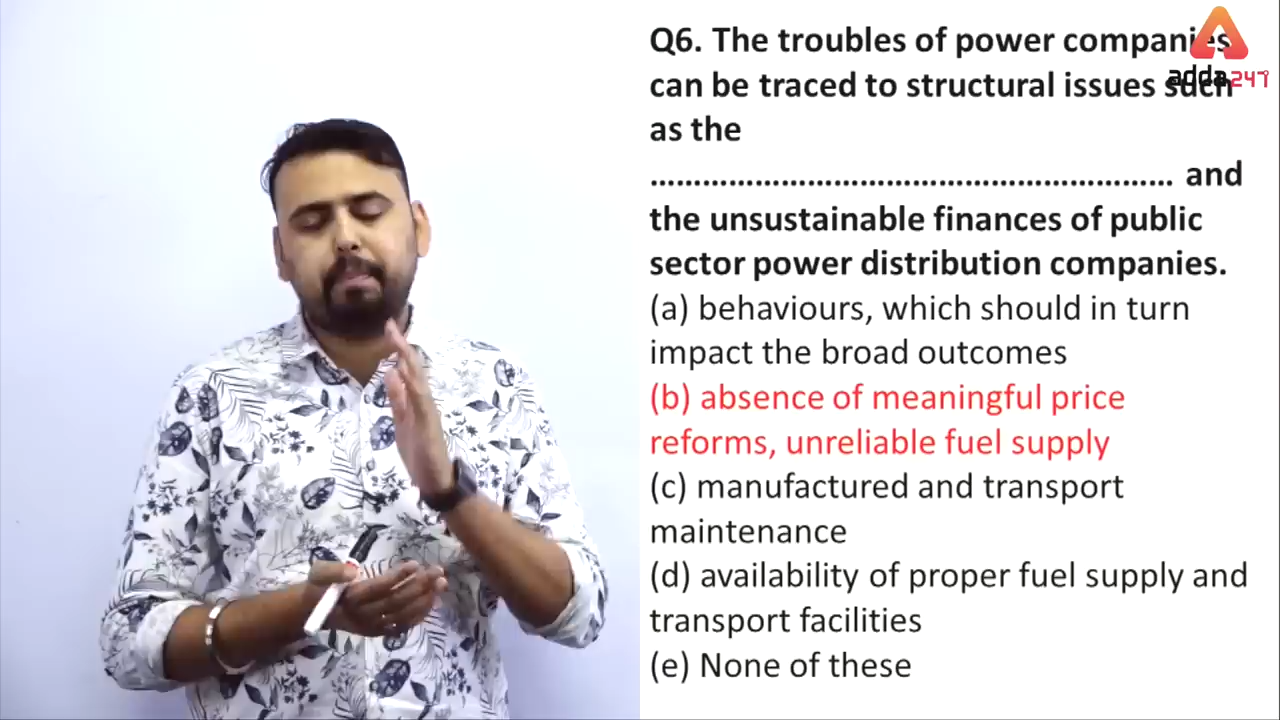 Q6. The troubles of power companies
can be traced to structural issues such
as the
………………………………………………… and
the unsustainable finances of public
sector power distribution companies.
(a) behaviours, which should in turn
impact the broad outcomes
(b) absence of meaningful price
reforms, unreliable fuel supply
(c) manufactured and transport
maintenance
(d) availability of proper fuel supply and
transport facilities
(e) None of these
adda247